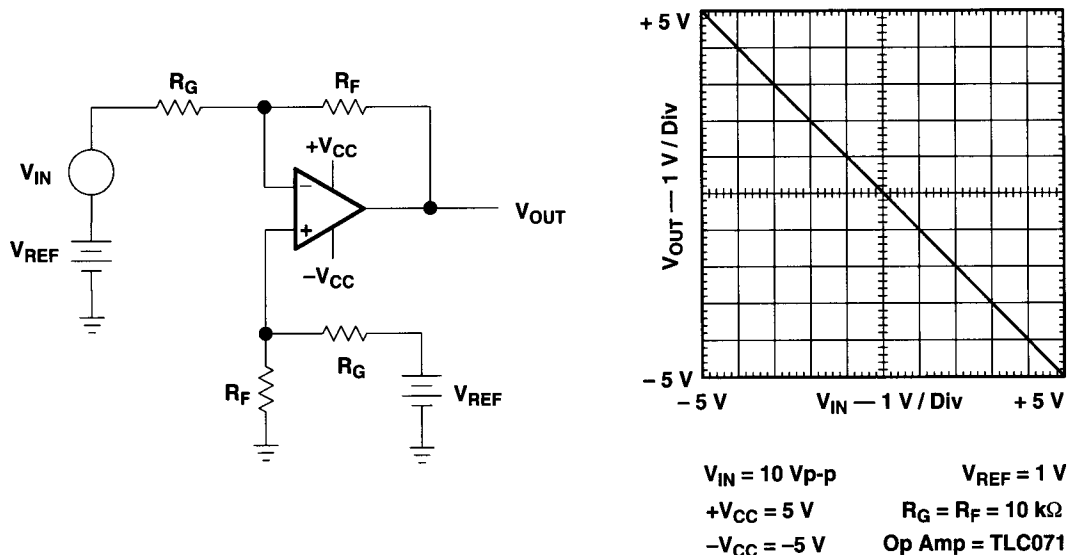 R_G
R_F
+V_CC
V_IN
−
V_OUT
+
V_REF
−V_CC
R_G
R_F
V_REF
+ 5 V
V_OUT — 1 V / Div
– 5 V
– 5 V
V_IN — 1 V / Div
+ 5 V
V_IN = 10 Vp-p
V_REF = 1 V
+V_CC = 5 V
R_G = R_F = 10 kΩ
−V_CC = –5 V
Op Amp = TLC071